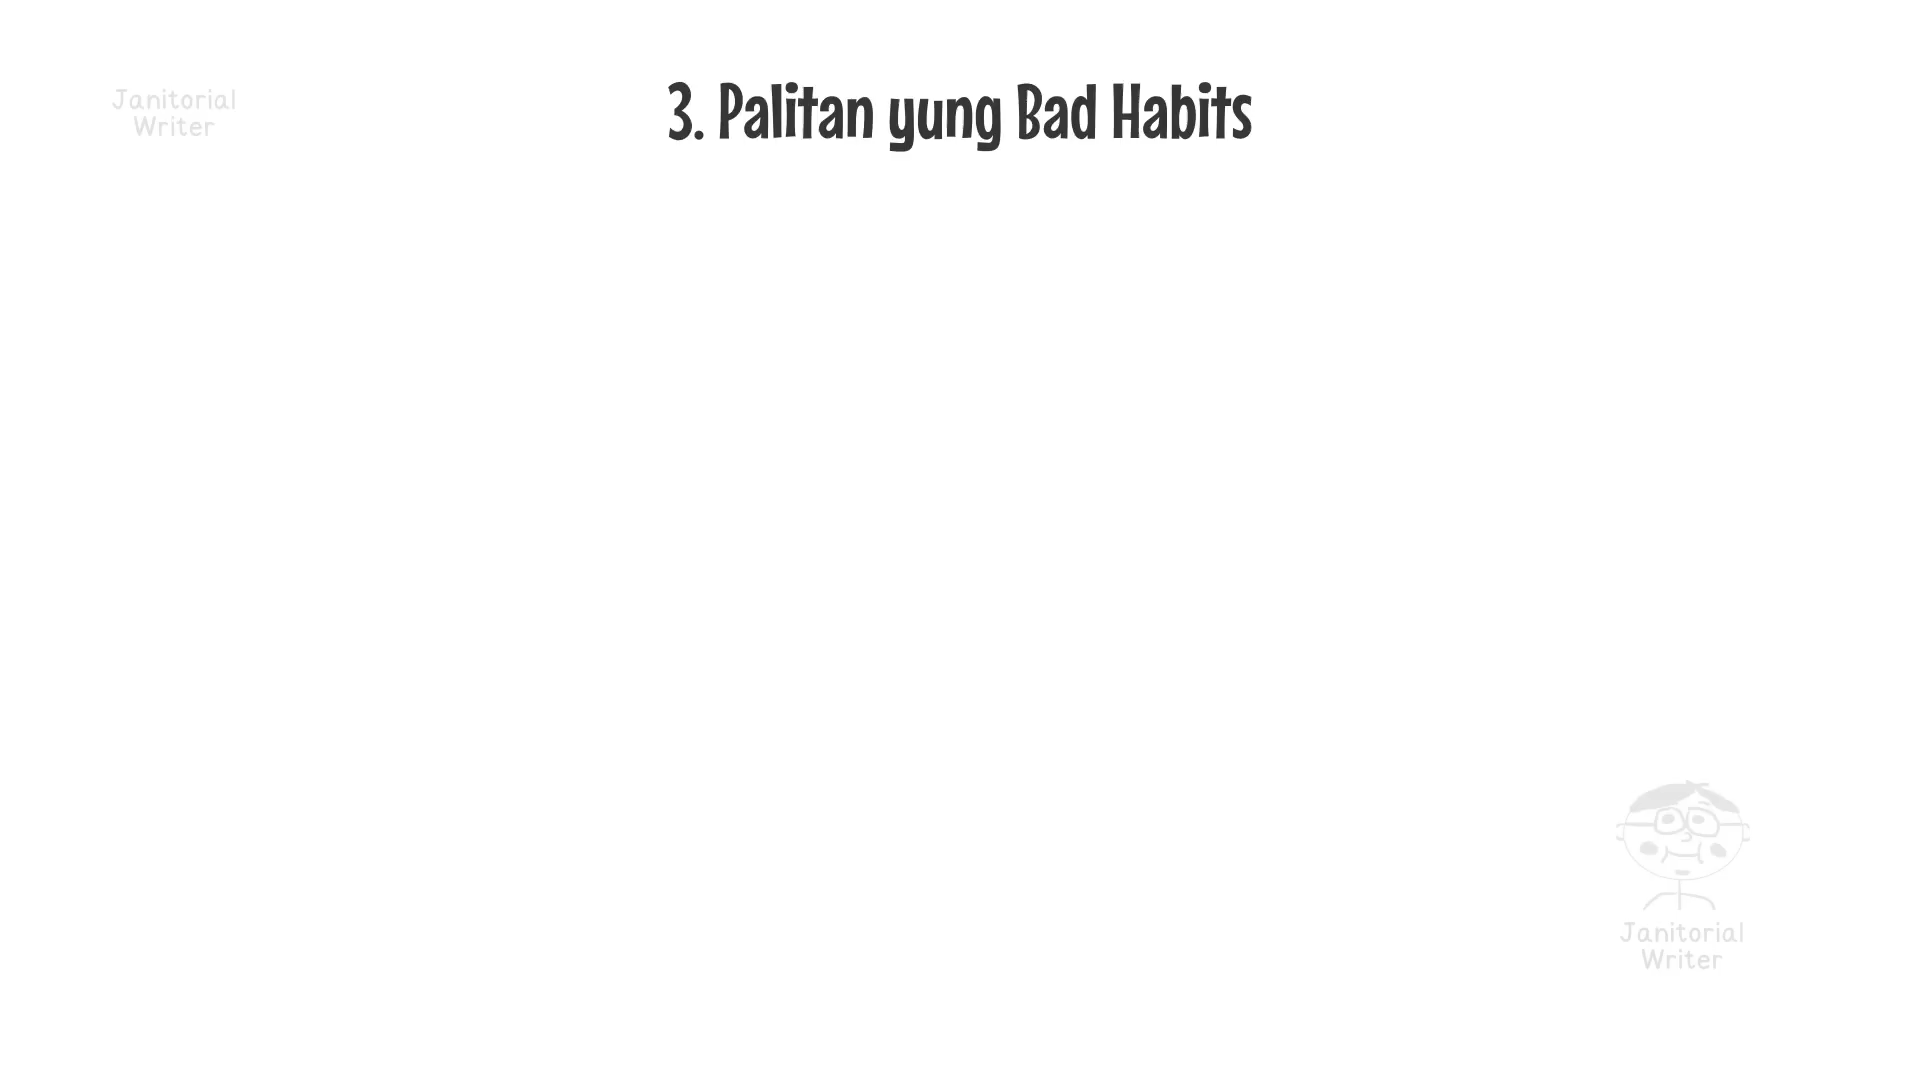 Janitorial
Writer
3. Palitan yung Bad Habits
Janitorial
Writer